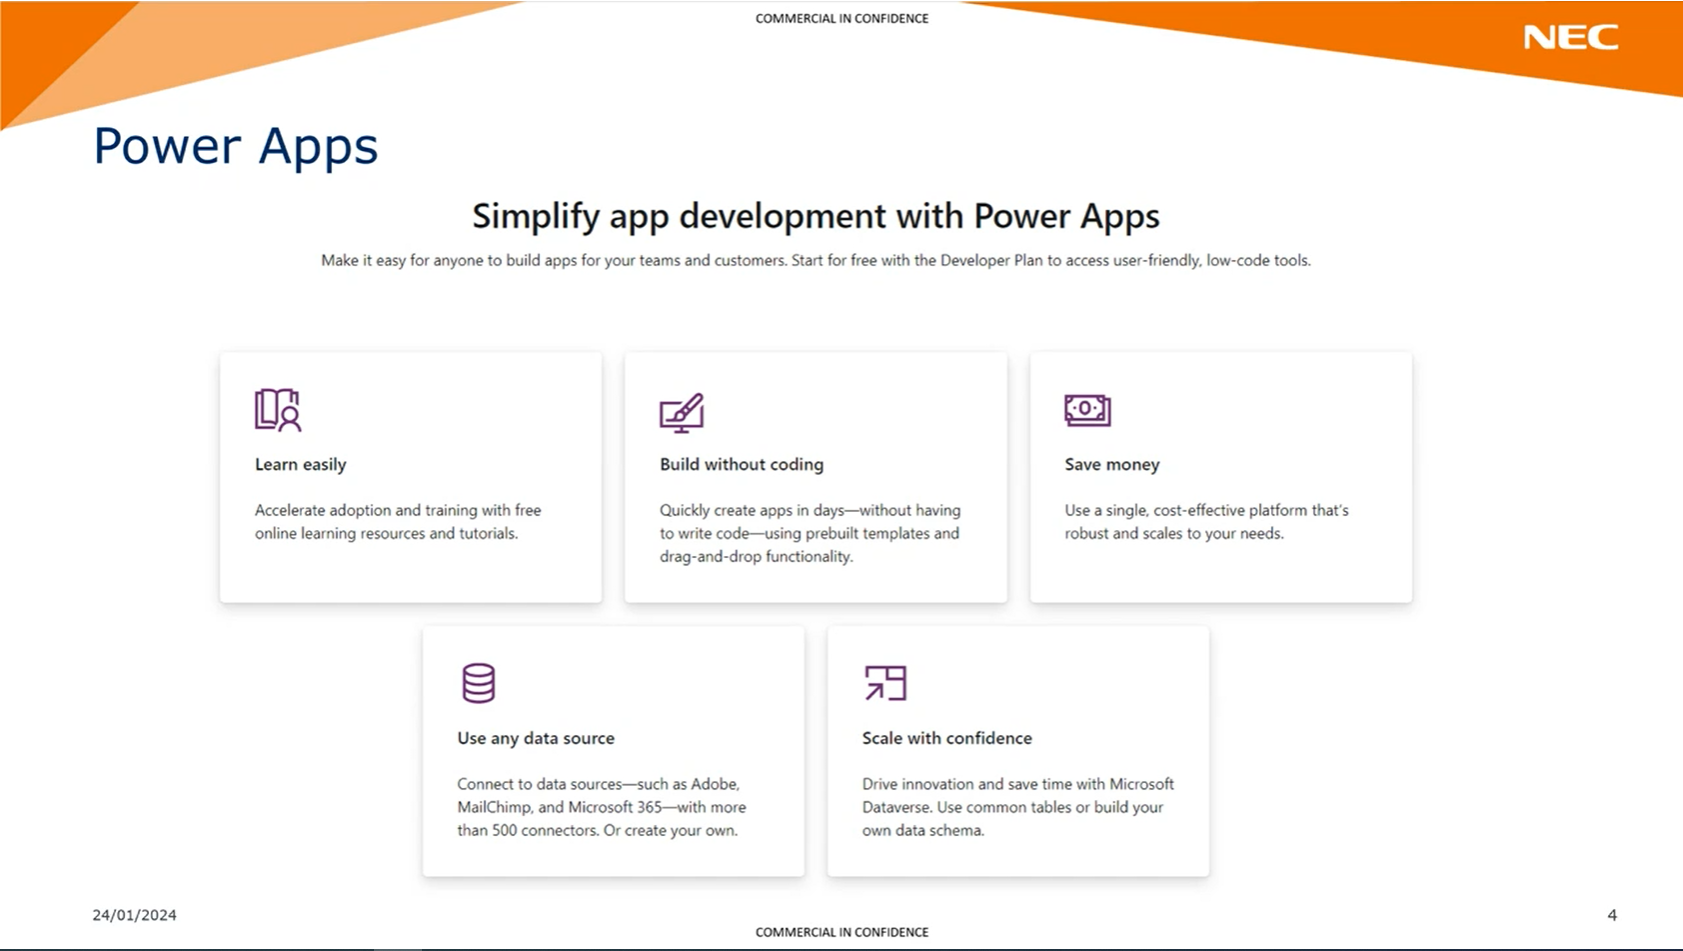 COMMERCIAL IN CONFIDENCE
NEC
Power Apps
Simplify app development with Power Apps
Make it easy for anyone to build apps for your teams and customers. Start for free with the Developer Plan to access user-friendly, low-code tools.
Learn easily
Accelerate adoption and training with free
online learning resources and tutorials.
Build without coding
Quickly create apps in days—without having
to write code—using prebuilt templates and
drag-and-drop functionality.
Save money
Use a single, cost-effective platform that's
robust and scales to your needs.
Use any data source
Connect to data sources—such as Adobe,
MailChimp, and Microsoft 365—with more
than 500 connectors. Or create your own.
Scale with confidence
Drive innovation and save time with Microsoft
Dataverse. Use common tables or build your
own data schema.
24/01/2024
4
COMMERCIAL IN CONFIDENCE